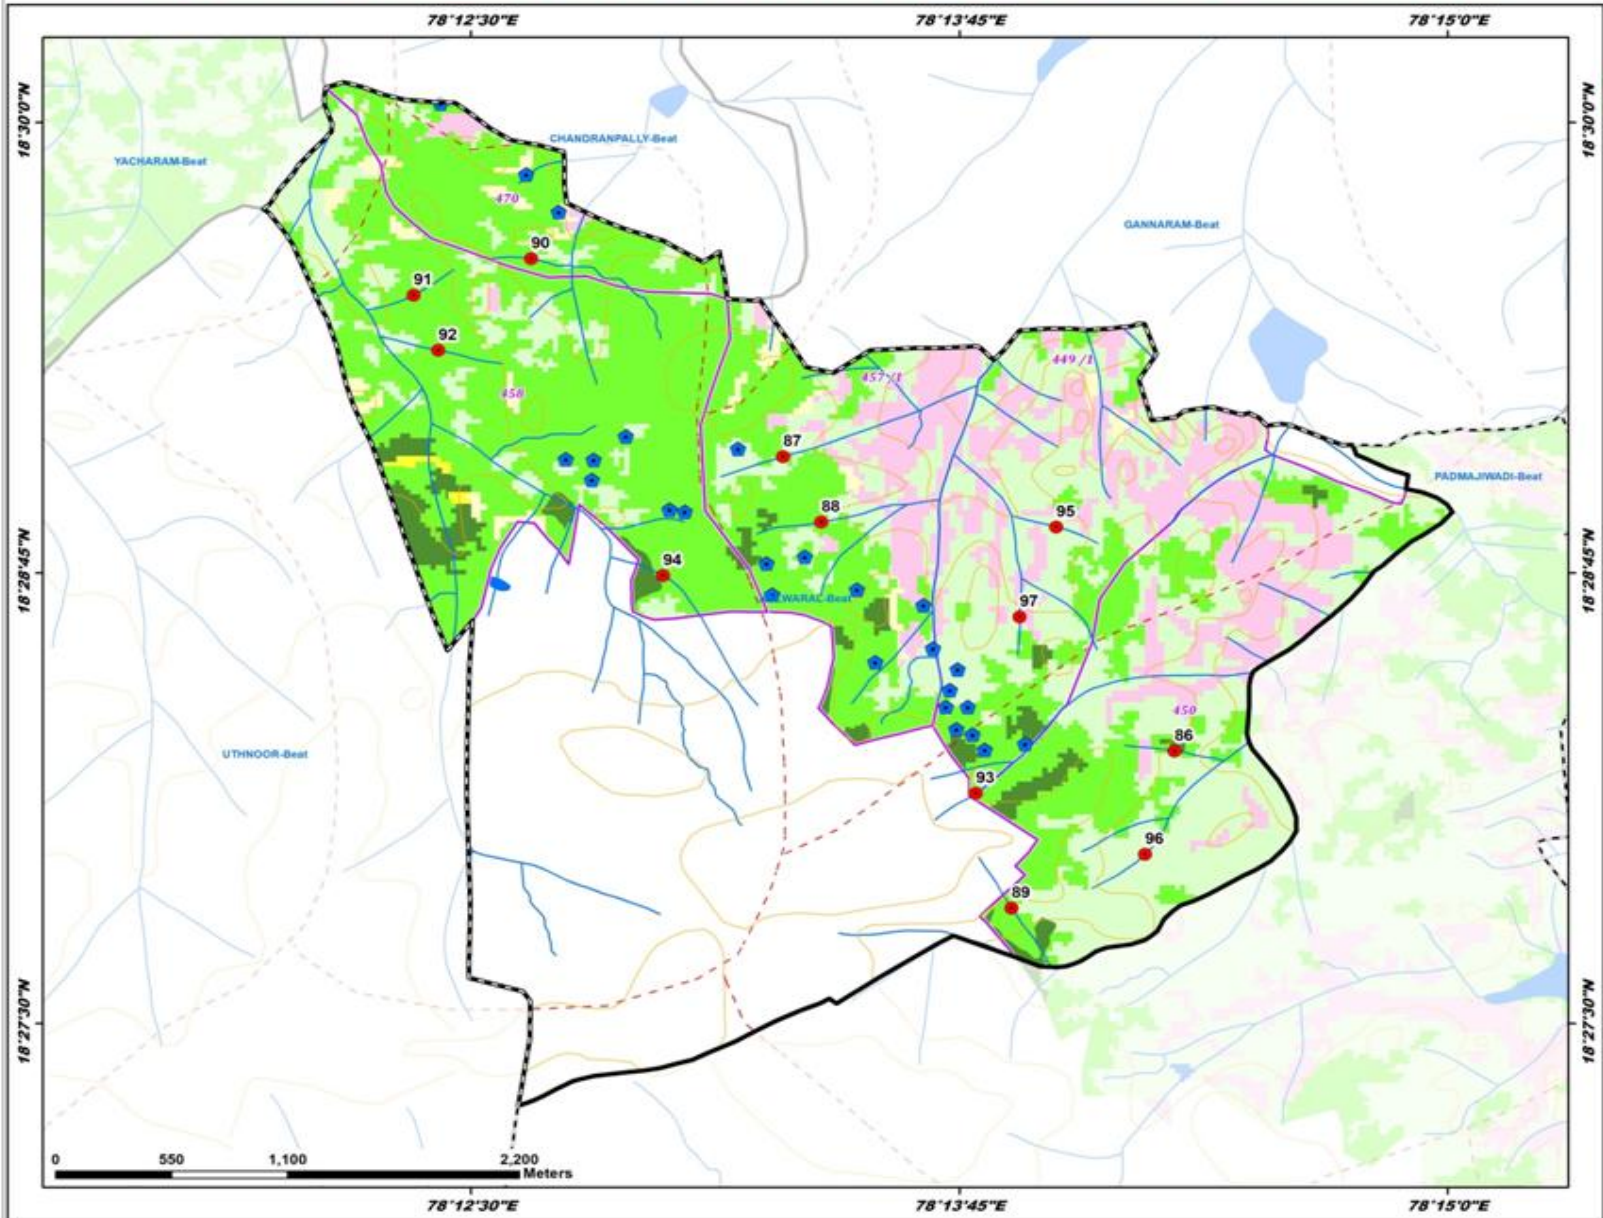 78°12'30"E 78°13'45"E 78°15'0"E
18°30'0"N 18°30'0"N
CHANDRANPALLY-Beat
YACHARAM-Beat
470
GANNARAM-Beat
90
91
92
449 /1
457 /1
458
87
PADMAJIWADI-Beat
88
95
18°28'45"N 18°28'45"N
94
97
450
86
UTHNOOR-Beat
93
96
89
18°27'30"N 18°27'30"N
0 550 1,100 2,200
Meters
78°12'30"E 78°13'45"E 78°15'0"E